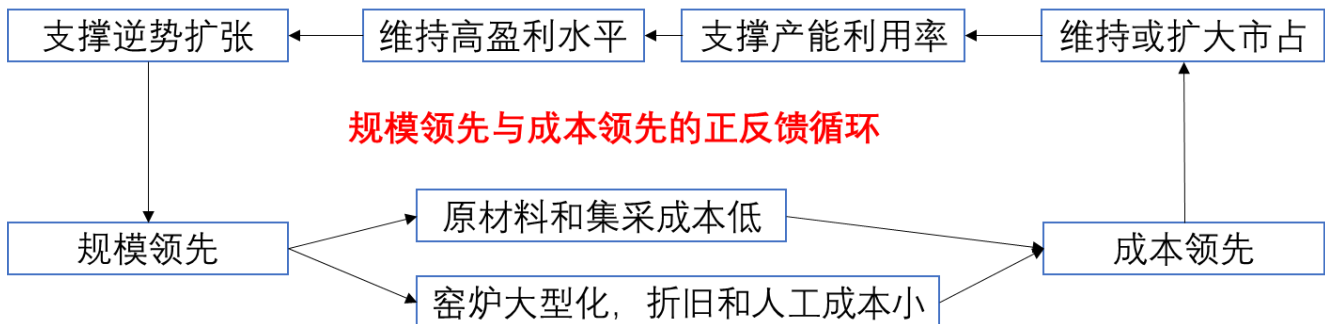 支撑逆势扩张
维持高盈利水平
支撑产能利用率
维持或扩大市占
规模领先与成本领先的正反馈循环
原材料和集采成本低
规模领先
成本领先
窑炉大型化，折旧和人工成本小